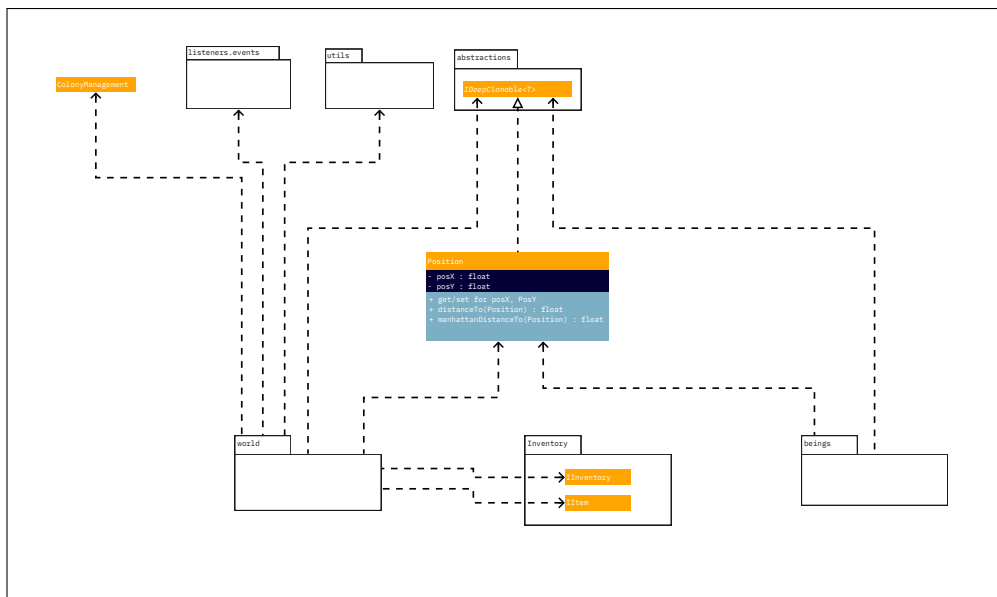 listeners.events
utils
abstractions
ColonyManagement
IDeepClonable<T>
Position
- posX : float
- posY : float
+ get/set for posX, PosY
+ distanceTo(Position) : float
+ manhattanDistanceTo(Position) : float
world
Inventory
beings
IInventory
IItem